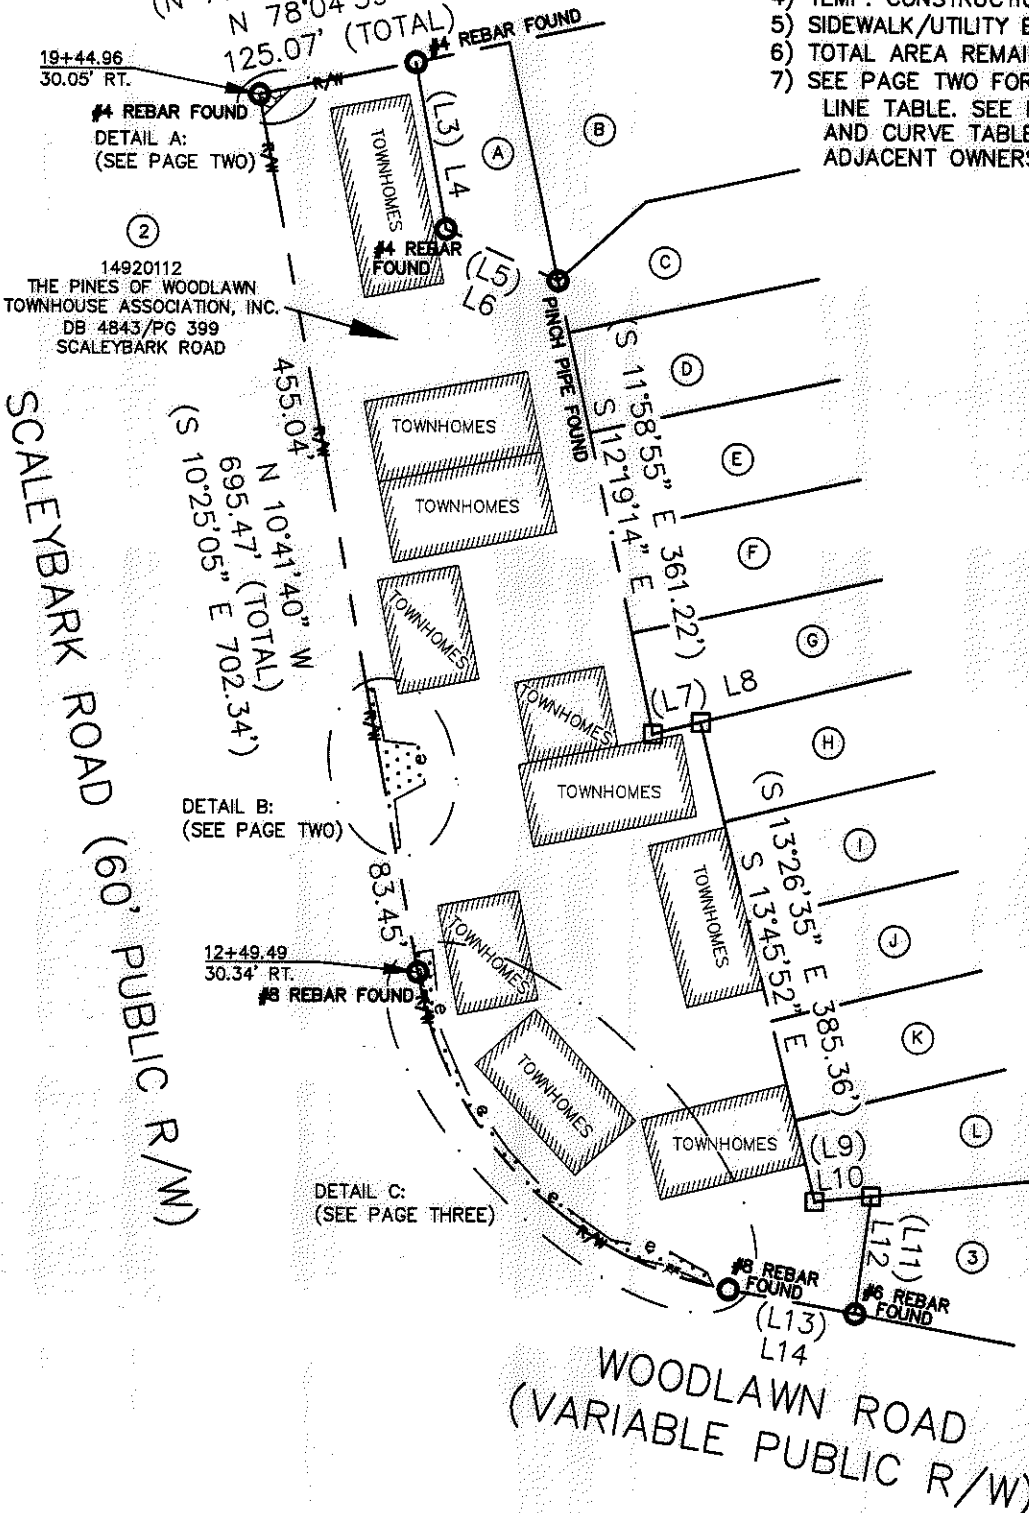 N 78°04'
125.07' (TOTAL)
#4 REBAR FOUND
5) SIDEWALK/UTILITY
6) TOTAL AREA
7) SEE PAGE TWO FOR
LINE TABLE. SEE
AND CURVE TABLE
ADJACENT
19+44.96
30.05' RT.
#4 REBAR FOUND
DETAIL A:
(SEE PAGE TWO)
R/W
R/W
TOWNHOMES
(L3) L4
A
B
#4 REBAR
FOUND
(L5)
L6
2
14920112
THE PINES OF WOODLAWN
TOWNHOUSE ASSOCIATION, INC.
DB 4843/PG 399
SCALEYBARK ROAD
PINCH PIPE FOUND
C
D
E
F
G
(S 11°58'55" E 361.22')
S 12°19'14" E
455.04'
R/W
N 10°41'40" W
695.47' (TOTAL)
(S 10°25'05" E 702.34')
TOWNHOMES
TOWNHOMES
TOWNHOMES
TOWNHOMES
TOWNHOMES
(L7) L8
H
I
J
K
L
SCALEYBARK ROAD (60' PUBLIC R/W)
R/W
e
DETAIL B:
(SEE PAGE TWO)
83.45'
(S 13°26'35" E 385.36')
S 13°45'52" E
TOWNHOMES
TOWNHOMES
12+49.49
30.34' RT.
#8 REBAR FOUND
R/W
e
e
e
e
R/W
TOWNHOMES
TOWNHOMES
(L9)
L10
DETAIL C:
(SEE PAGE THREE)
(L11)
L12
3
#8 REBAR
FOUND
#6 REBAR
FOUND
(L13)
L14
WOODLAWN ROAD
(VARIABLE PUBLIC R/W)